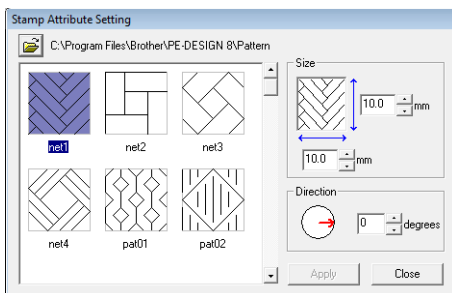 Stamp Attribute Setting
C:\Program Files\Brother\PE-DESIGN 8\Pattern
net1 net2 net3
net4 pat01 pat02
Size
10.0 mm
10.0 mm
Direction
0 degrees
Apply Close